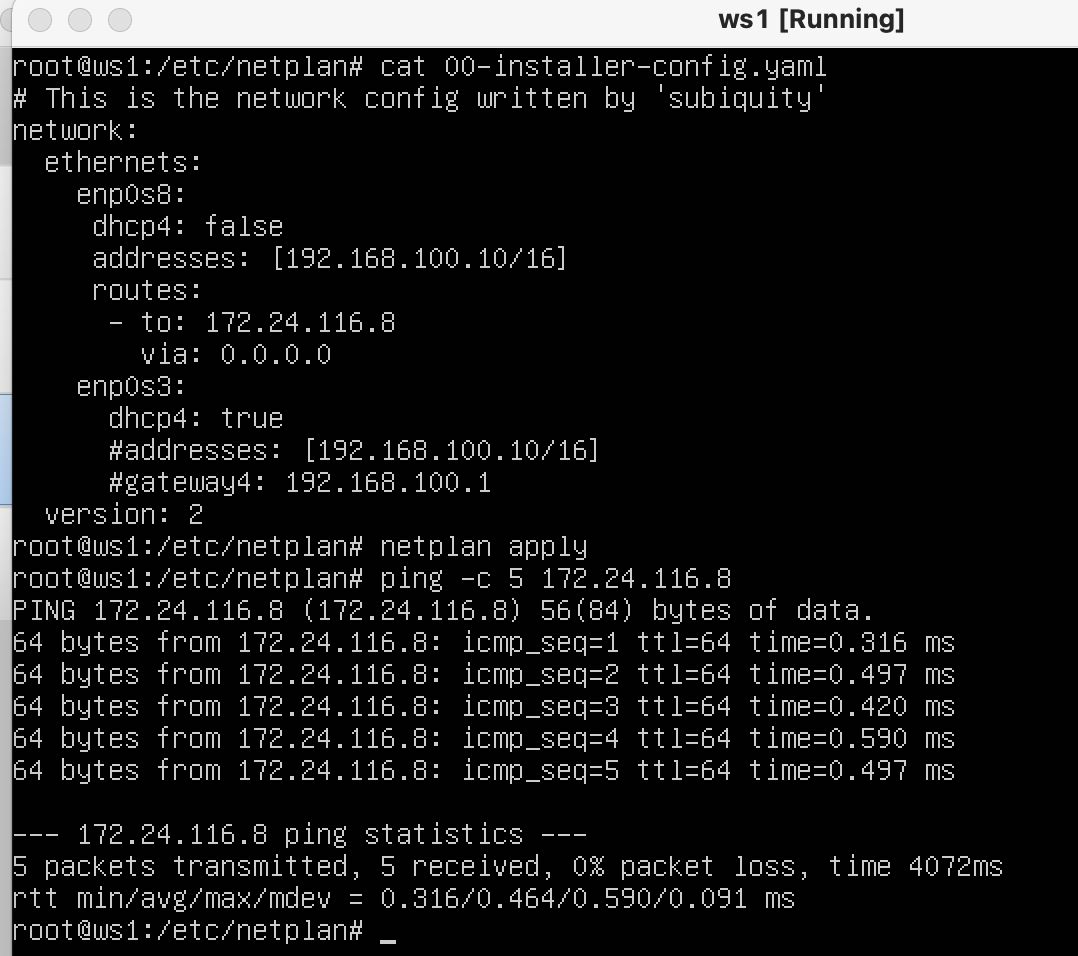 ws1 [Running]
root@ws1:/etc/netplan# cat 00-installer-config.yaml
# This is the network config written by 'subiquity'
network:
  ethernets:
    enp0s8:
     dhcp4: false
     addresses: [192.168.100.10/16]
     routes:
      - to: 172.24.116.8
        via: 0.0.0.0
    enp0s3:
      dhcp4: true
      #addresses: [192.168.100.10/16]
      #gateway4: 192.168.100.1
  version: 2
root@ws1:/etc/netplan# netplan apply
root@ws1:/etc/netplan# ping -c 5 172.24.116.8
PING 172.24.116.8 (172.24.116.8) 56(84) bytes of data.
64 bytes from 172.24.116.8: icmp_seq=1 ttl=64 time=0.316 ms
64 bytes from 172.24.116.8: icmp_seq=2 ttl=64 time=0.497 ms
64 bytes from 172.24.116.8: icmp_seq=3 ttl=64 time=0.420 ms
64 bytes from 172.24.116.8: icmp_seq=4 ttl=64 time=0.590 ms
64 bytes from 172.24.116.8: icmp_seq=5 ttl=64 time=0.497 ms

--- 172.24.116.8 ping statistics ---
5 packets transmitted, 5 received, 0% packet loss, time 4072ms
rtt min/avg/max/mdev = 0.316/0.464/0.590/0.091 ms
root@ws1:/etc/netplan# _